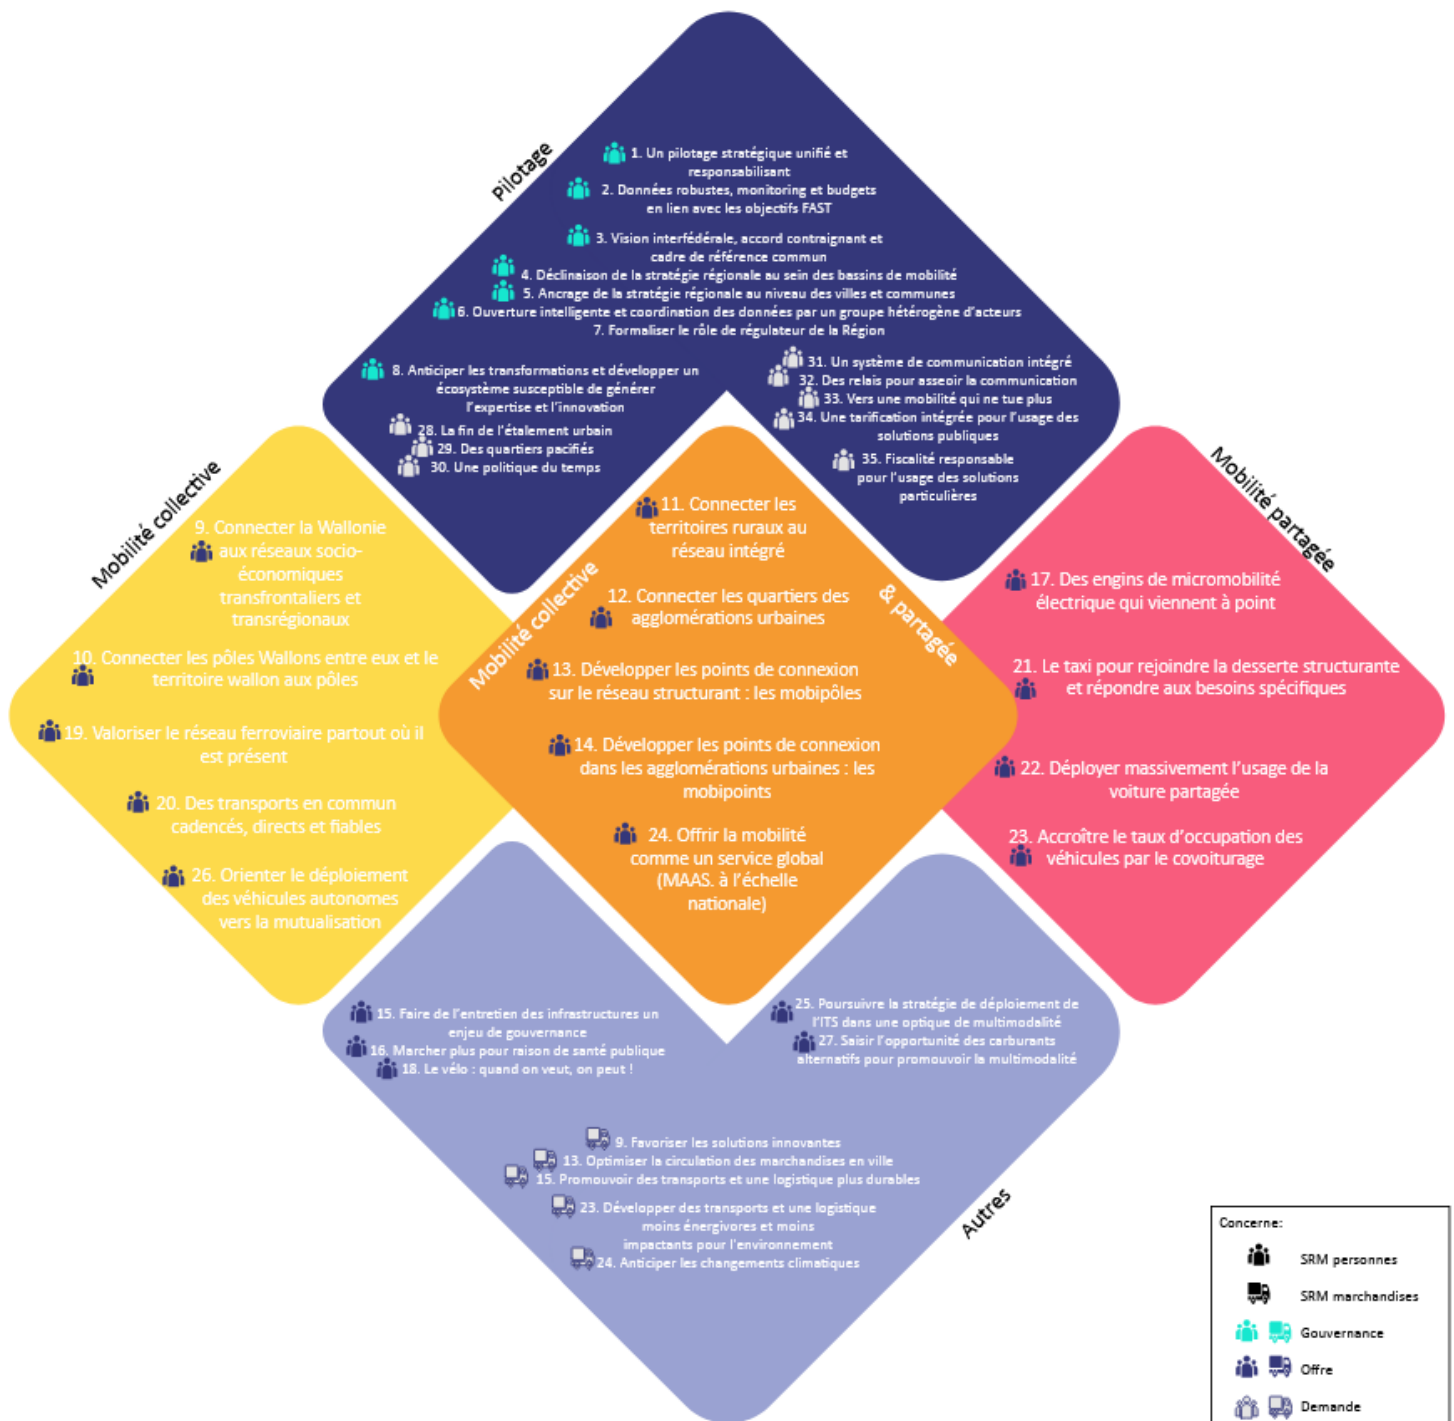 Pilotage
1. Un pilotage stratégique unifié et
responsabilisant
2. Données robustes, monitoring et budgets
en lien avec les objectifs FAST
3. Vision interfédérale, accord contraignant et
cadre de référence commun
4. Déclinaison de la stratégie régionale au sein des bassins de mobilité
5. Ancrage de la stratégie régionale au niveau des villes et communes
6. Ouverture intelligente et coordination des données par un groupe hétérogène d'acteurs
7. Formaliser le rôle de régulateur de la Région
8. Anticiper les transformations et développer un
écosystème susceptible de générer
l'expertise et l'innovation
28. La fin de l'étalement urbain
29. Des quartiers pacifiés
30. Une politique du temps
31. Un système de communication intégré
32. Des relais pour asseoir la communication
33. Vers une mobilité qui ne tue plus
34. Une tarification intégrée pour l'usage des
solutions publiques
35. Fiscalité responsable
pour l'usage des solutions
particulières
Mobilité collective
9. Connecter la Wallonie
aux réseaux socio-
économiques
transfrontaliers et
transrégionaux
10. Connecter les pôles Wallons entre eux et le
territoire wallon aux pôles
19. Valoriser le réseau ferroviaire partout où il
est présent
20. Des transports en commun
cadencés, directs et fiables
26. Orienter le déploiement
des véhicules autonomes
vers la mutualisation
Mobilité collective
& partagée
11. Connecter les
territoires ruraux au
réseau intégré
12. Connecter les quartiers des
agglomérations urbaines
13. Développer les points de connexion
sur le réseau structurant : les mobipôles
14. Développer les points de connexion
dans les agglomérations urbaines : les
mobipoints
24. Offrir la mobilité
comme un service global
(MAAS. à l'échelle
nationale)
Mobilité partagée
17. Des engins de micromobilité
électrique qui viennent à point
21. Le taxi pour rejoindre la desserte structurante
et répondre aux besoins spécifiques
22. Déployer massivement l'usage de la
voiture partagée
23. Accroître le taux d'occupation des
véhicules par le covoiturage
15. Faire de l'entretien des infrastructures un
enjeu de gouvernance
16. Marcher plus pour raison de santé publique
18. Le vélo : quand on veut, on peut !
25. Poursuivre la stratégie de déploiement de
l'ITS dans une optique de multimodalité
27. Saisir l'opportunité des carburants
alternatifs pour promouvoir la multimodalité
9. Favoriser les solutions innovantes
13. Optimiser la circulation des marchandises en ville
15. Promouvoir des transports et une logistique plus durables
23. Développer des transports et une logistique
moins énergivores et moins
impactants pour l'environnement
24. Anticiper les changements climatiques
Autres
Concerne:
SRM personnes
SRM marchandises
Gouvernance
Offre
Demande